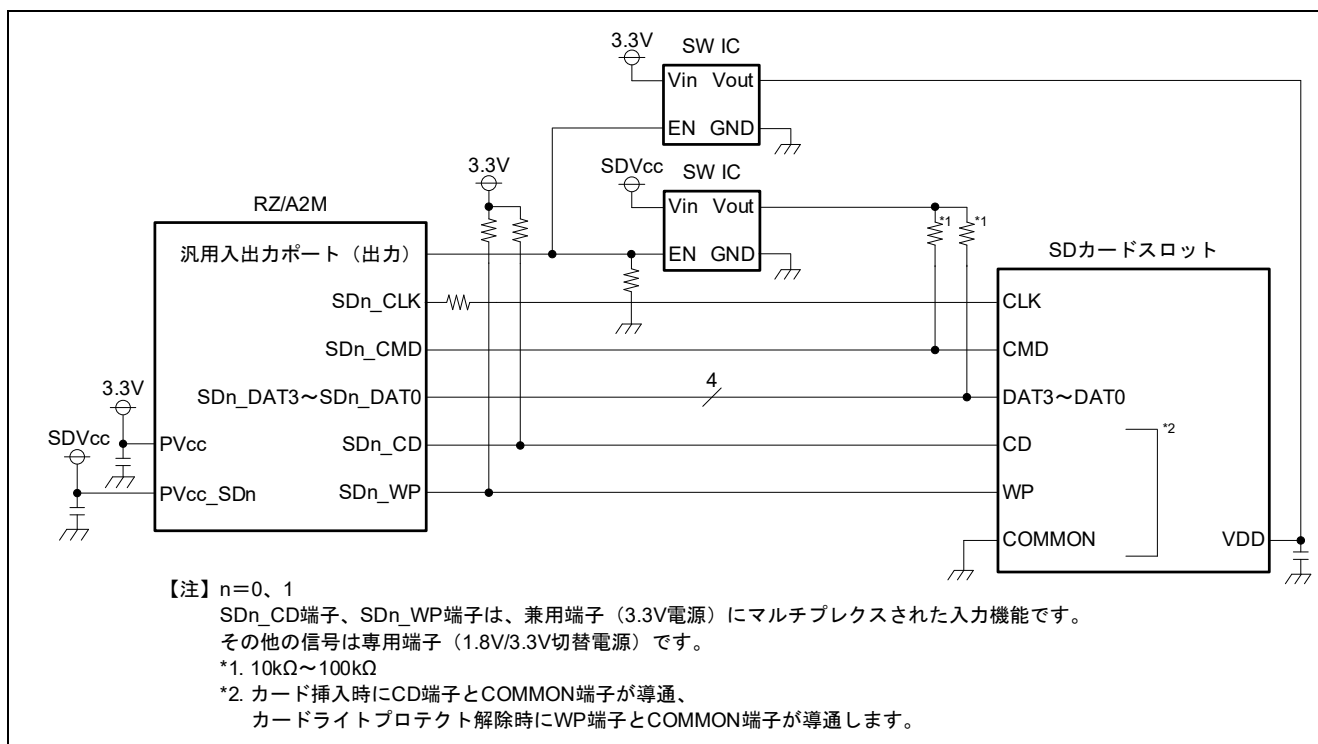 3.3V
SW IC
Vin Vout
EN GND
3.3V
SDVcc
SW IC
Vin Vout
EN GND
*1
*1
RZ/A2M
汎用入出力ポート（出力）
SDn_CLK
SDn_CMD
SDn_DAT3～SDn_DAT0
SDn_CD
SDn_WP
3.3V
SDVcc
PVcc
PVcc_SDn
4
SDカードスロット
CLK
CMD
DAT3～DAT0
CD
WP
COMMON
*2
VDD
【注】n＝0、1
SDn_CD端子、SDn_WP端子は、兼用端子（3.3V電源）にマルチプレクスされた入力機能です。
その他の信号は専用端子（1.8V/3.3V切替電源）です。
*1. 10kΩ～100kΩ
*2. カード挿入時にCD端子とCOMMON端子が導通、
カードライトプロテクト解除時にWP端子とCOMMON端子が導通します。